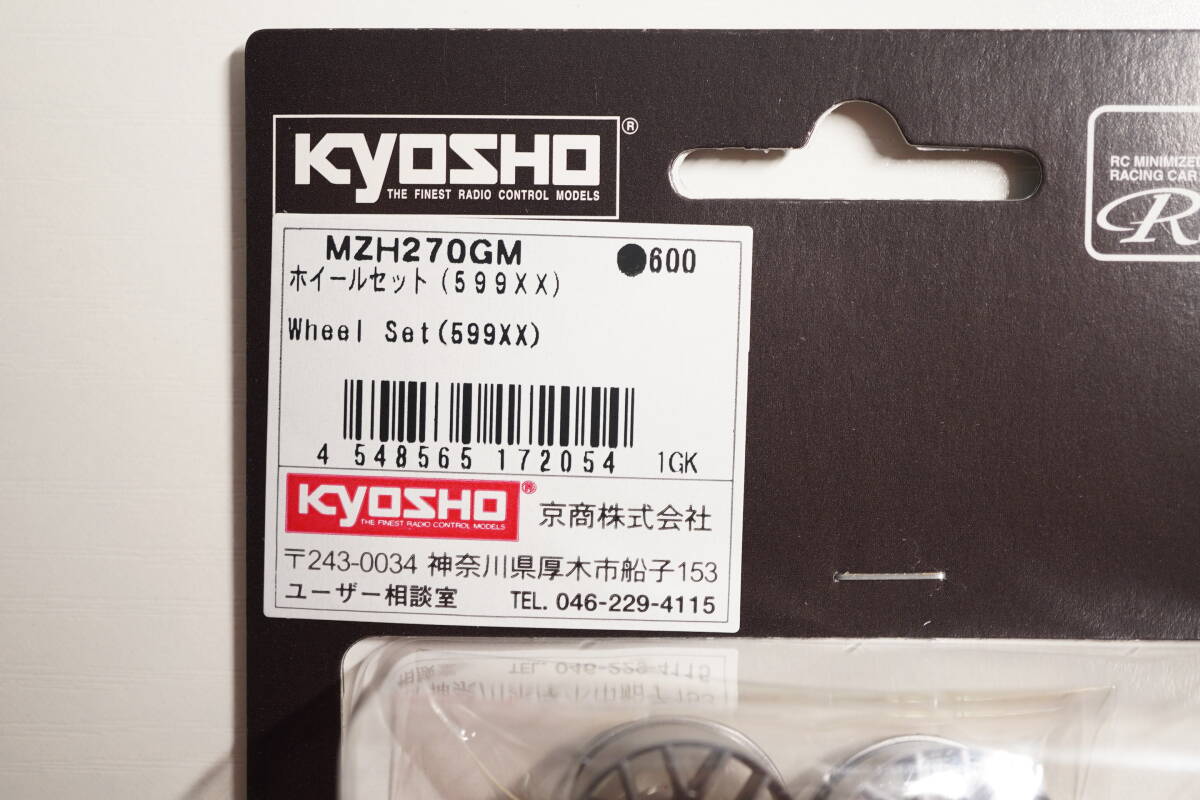 KYOSHO ®
THE FINEST RADIO CONTROL MODELS
RC MINIMIZED
RACING CAR
R
MZH270GM ●600
ホイールセット(599XX)
Wheel Set(599XX)
4 548565 172054 1GK
KYOSHO ®
THE FINEST RADIO CONTROL MODELS
京商株式会社
〒243-0034 神奈川県厚木市船子153
ユーザー相談室 TEL. 046-229-4115